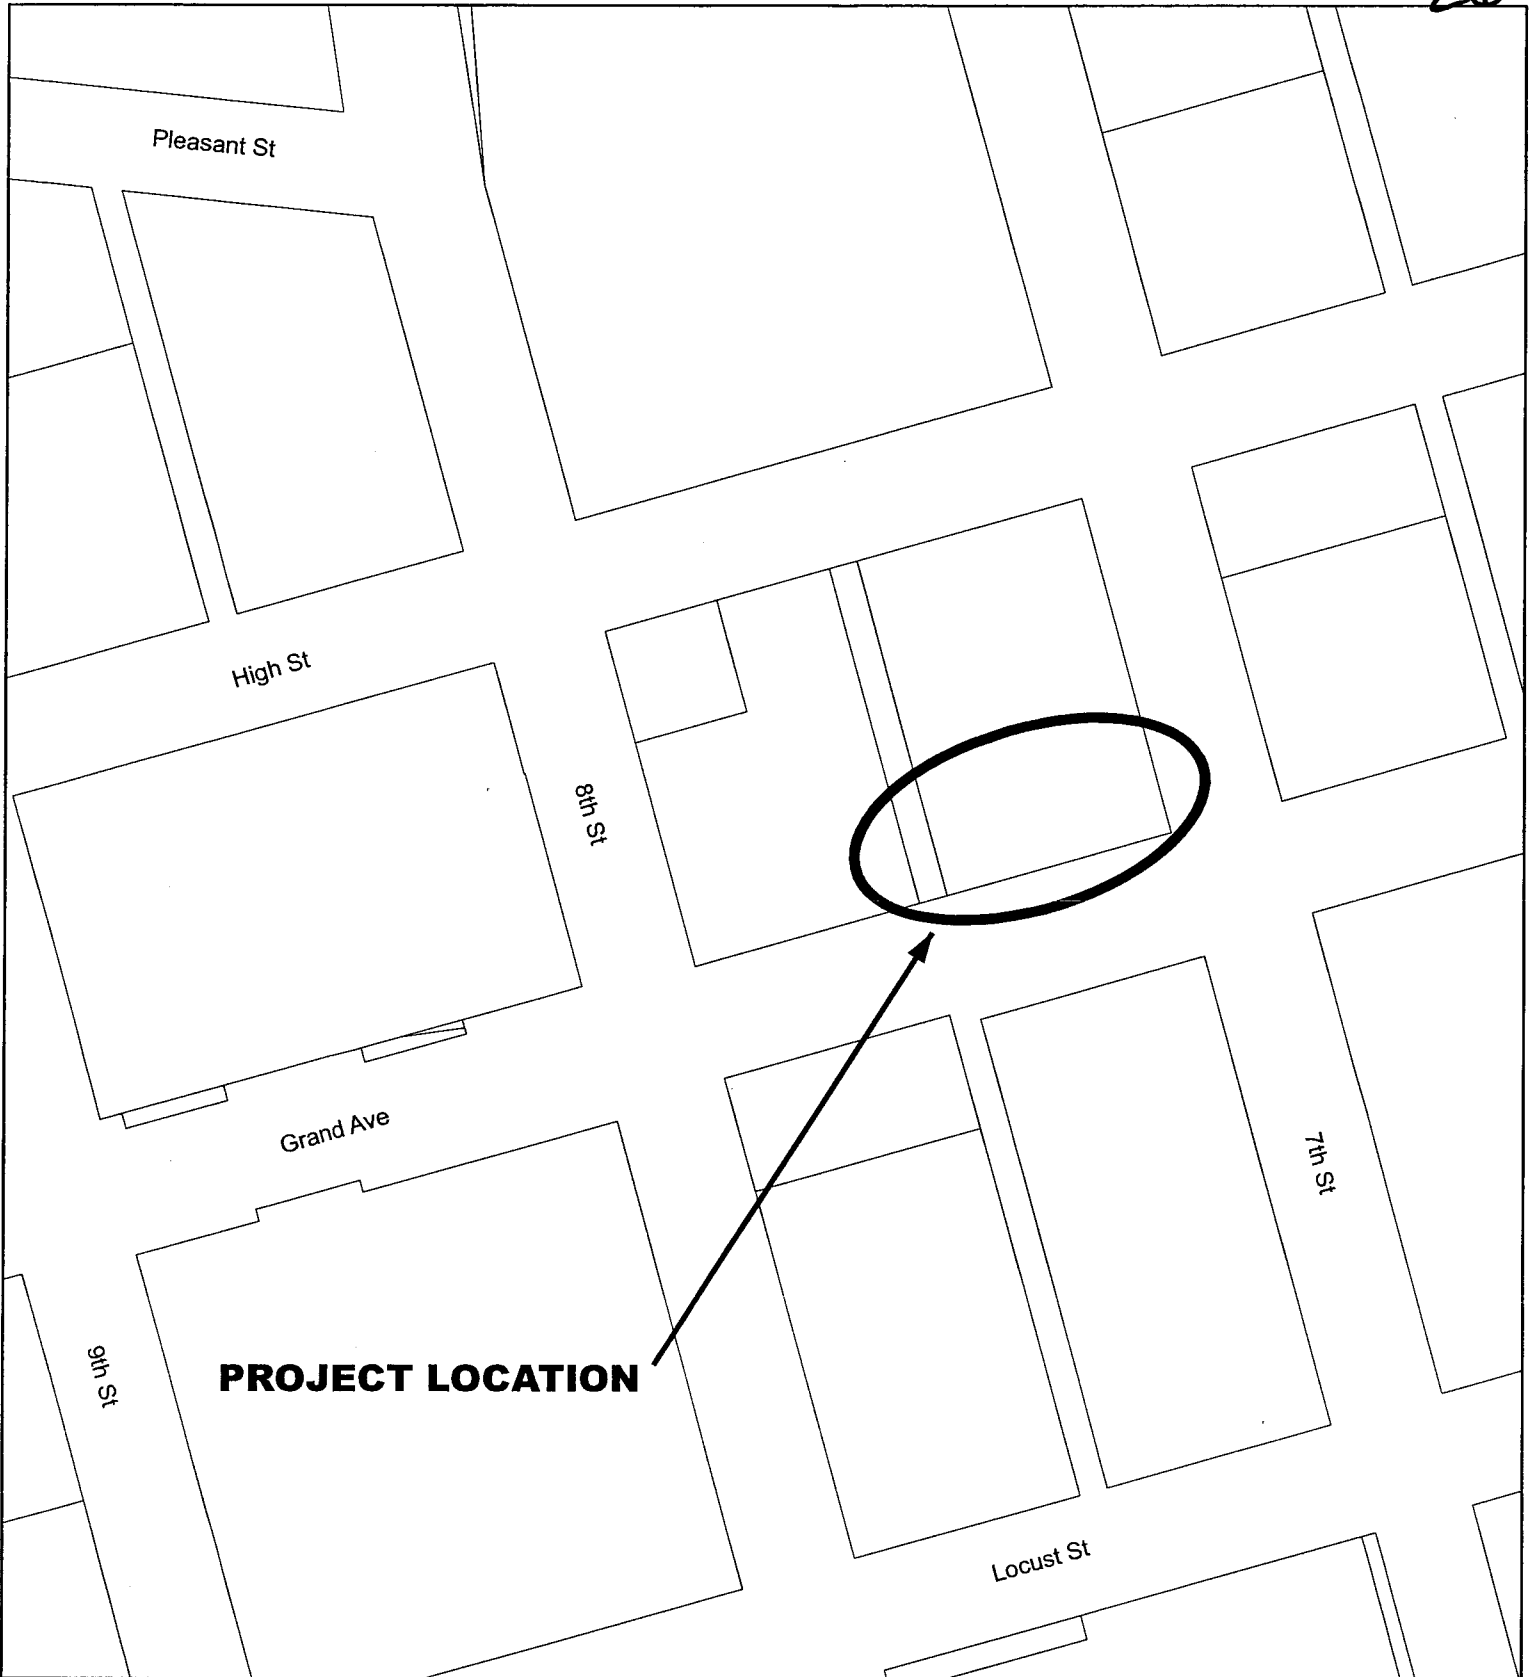 Pleasant St
High St
8th St
Grand Ave
7th St
9th St
PROJECT LOCATION
Locust St